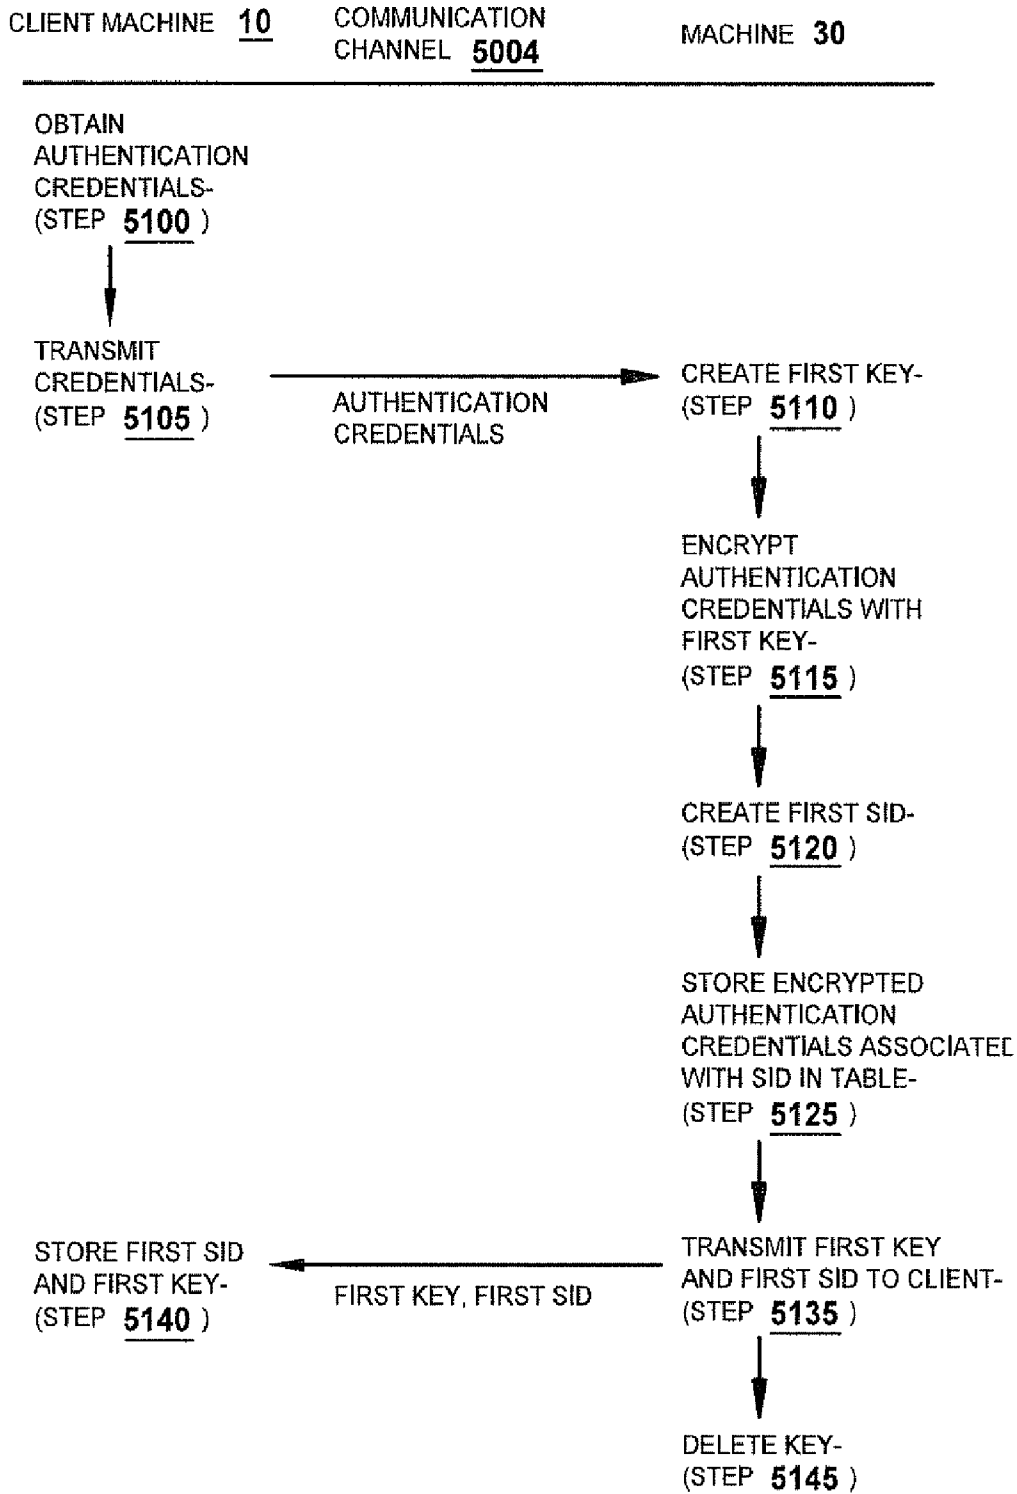 CLIENT MACHINE 10
COMMUNICATION
CHANNEL 5004
MACHINE 30
OBTAIN
AUTHENTICATION
CREDENTIALS-
(STEP 5100 )
TRANSMIT
CREDENTIALS-
(STEP 5105 )
AUTHENTICATION
CREDENTIALS
CREATE FIRST KEY-
(STEP 5110 )
ENCRYPT
AUTHENTICATION
CREDENTIALS WITH
FIRST KEY-
(STEP 5115 )
CREATE FIRST SID-
(STEP 5120 )
STORE ENCRYPTED
AUTHENTICATION
CREDENTIALS ASSOCIATED
WITH SID IN TABLE-
(STEP 5125 )
TRANSMIT FIRST KEY
AND FIRST SID TO CLIENT-
(STEP 5135 )
FIRST KEY, FIRST SID
STORE FIRST SID
AND FIRST KEY-
(STEP 5140 )
DELETE KEY-
(STEP 5145 )